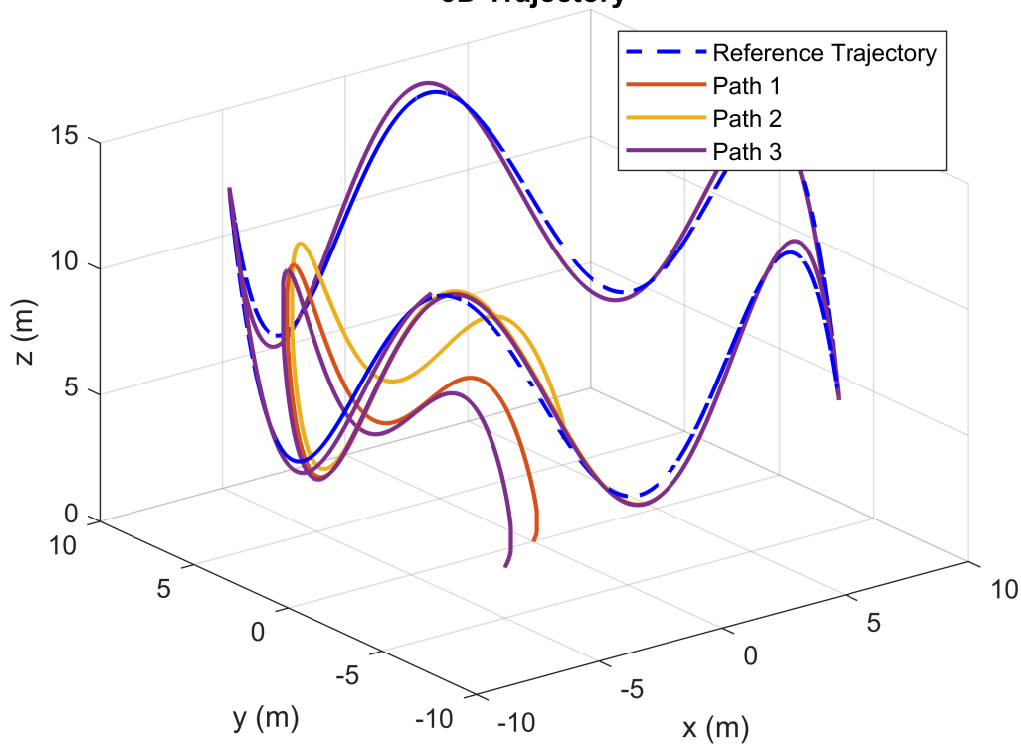 3D Trajectory
Reference Trajectory
Path 1
Path 2
Path 3
15
10
5
0
z (m)
10
5
0
-5
-10
y (m)
-10
-5
0
5
10
x (m)